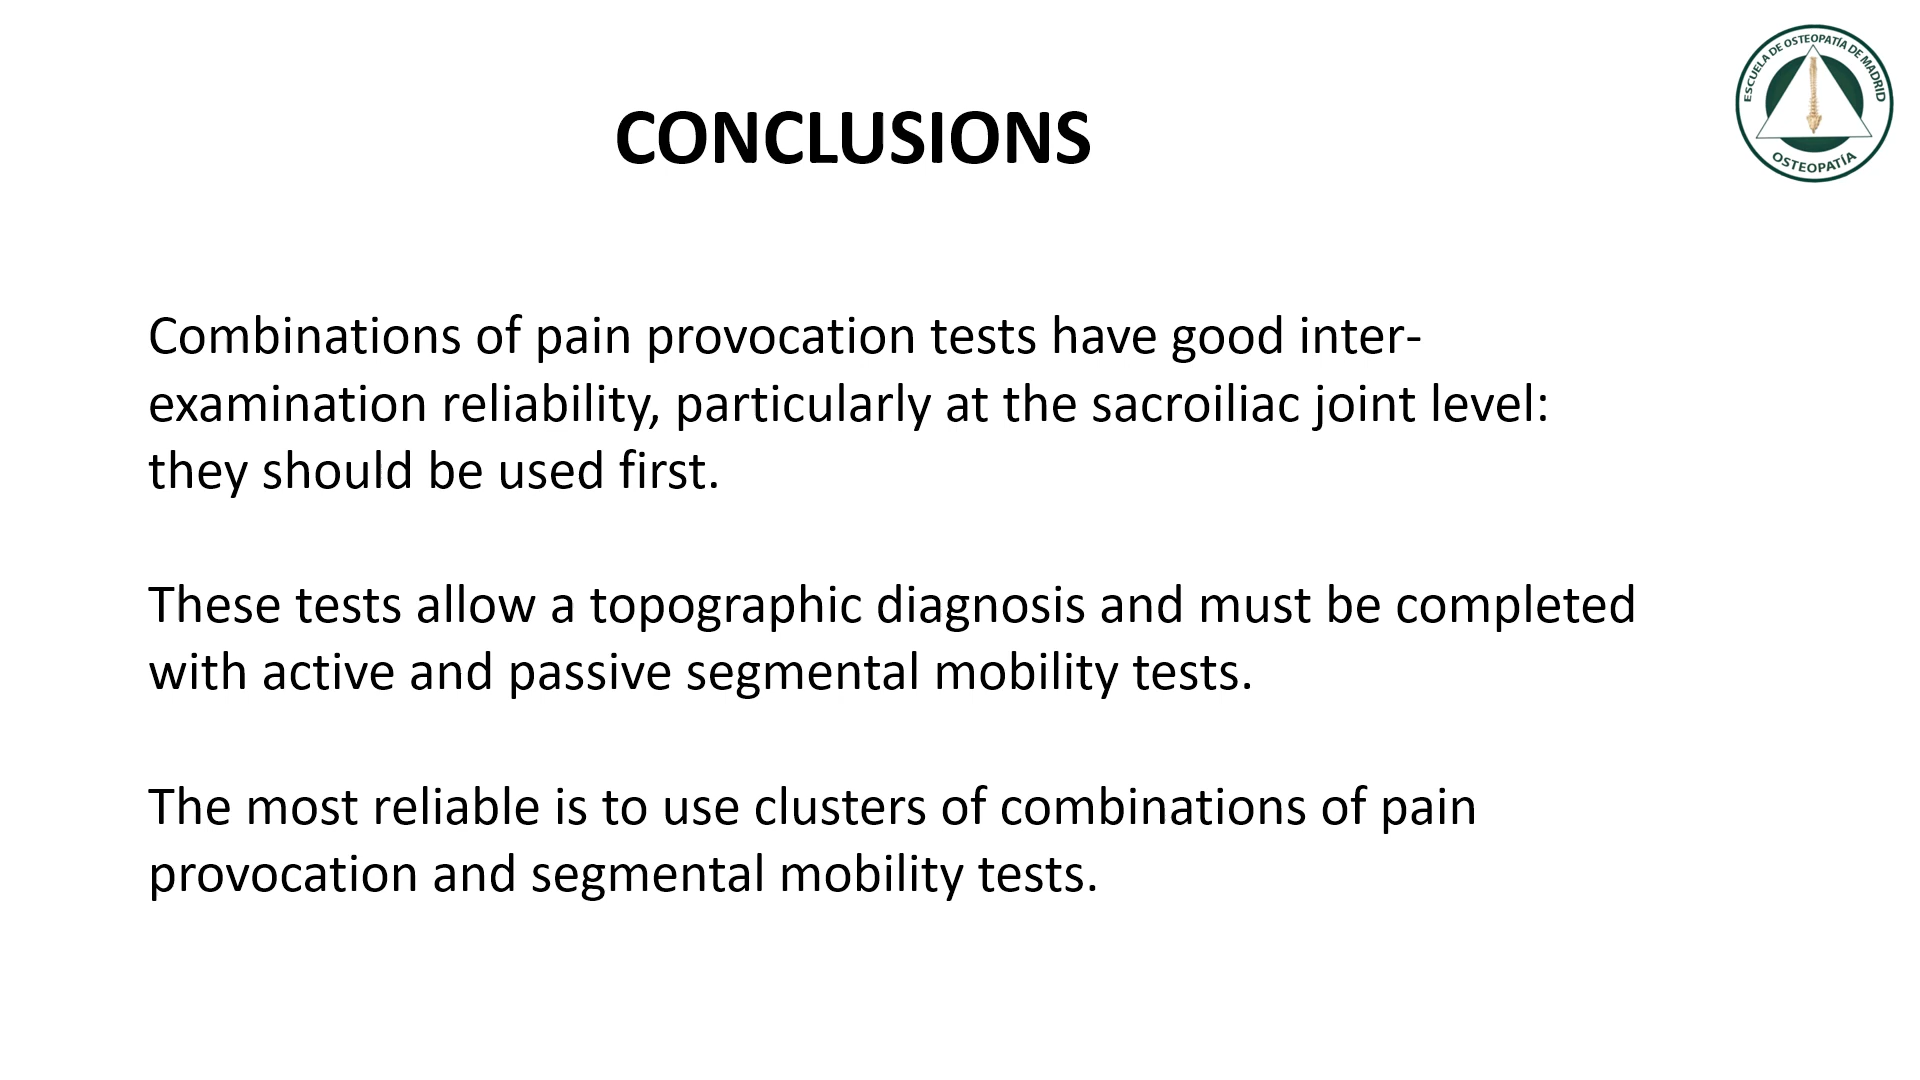 ESCUELA DE OSTEOPATÍA DE MADRID
OSTEOPATÍA
CONCLUSIONS
Combinations of pain provocation tests have good inter-
examination reliability, particularly at the sacroiliac joint level:
they should be used first.
These tests allow a topographic diagnosis and must be completed
with active and passive segmental mobility tests.
The most reliable is to use clusters of combinations of pain
provocation and segmental mobility tests.